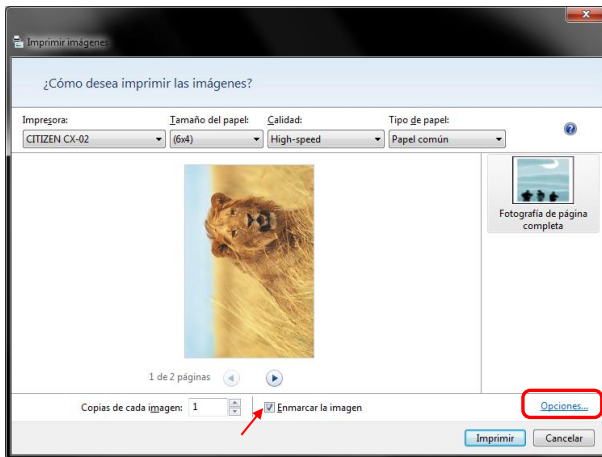 Imprimir imágenes
¿Cómo desea imprimir las imágenes?
Impresora: Tamaño del papel: Calidad: Tipo de papel:
CITIZEN CX-02 (6x4) High-speed Papel común
Fotografía de página
completa
1 de 2 páginas
Copias de cada imagen: 1 Enmarcar la imagen Opciones...
Imprimir Cancelar